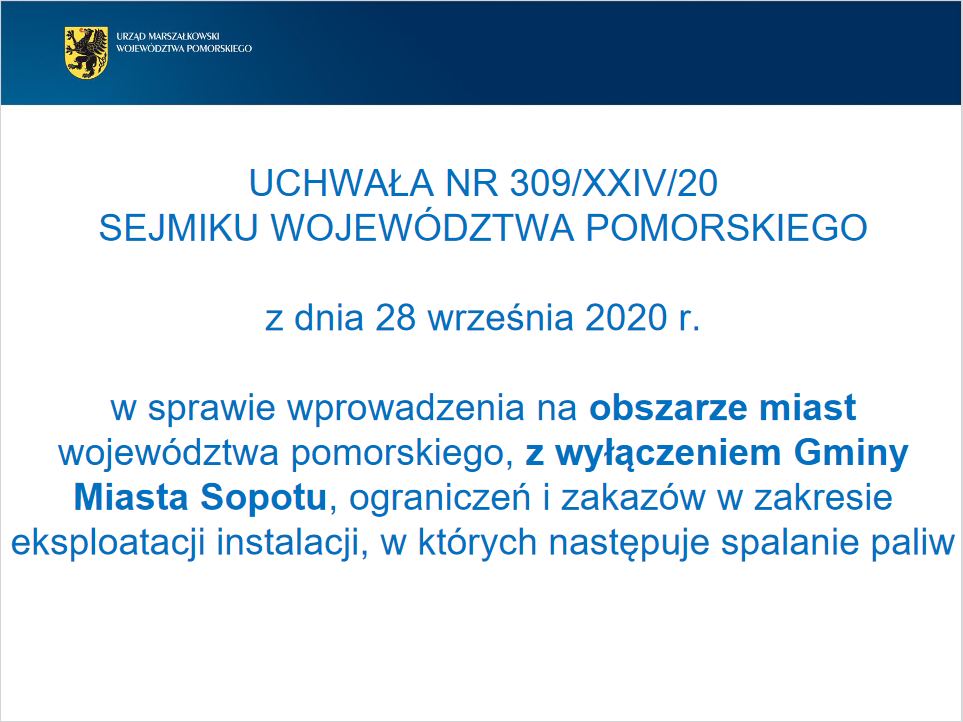 URZĄD MARSZAŁKOWSKI
WOJEWÓDZTWA POMORSKIEGO
UCHWAŁA NR 309/XXIV/20
SEJMIKU WOJEWÓDZTWA POMORSKIEGO
z dnia 28 września 2020 r.
w sprawie wprowadzenia na obszarze miast
województwa pomorskiego, z wyłączeniem Gminy
Miasta Sopotu, ograniczeń i zakazów w zakresie
eksploatacji instalacji, w których następuje spalanie paliw